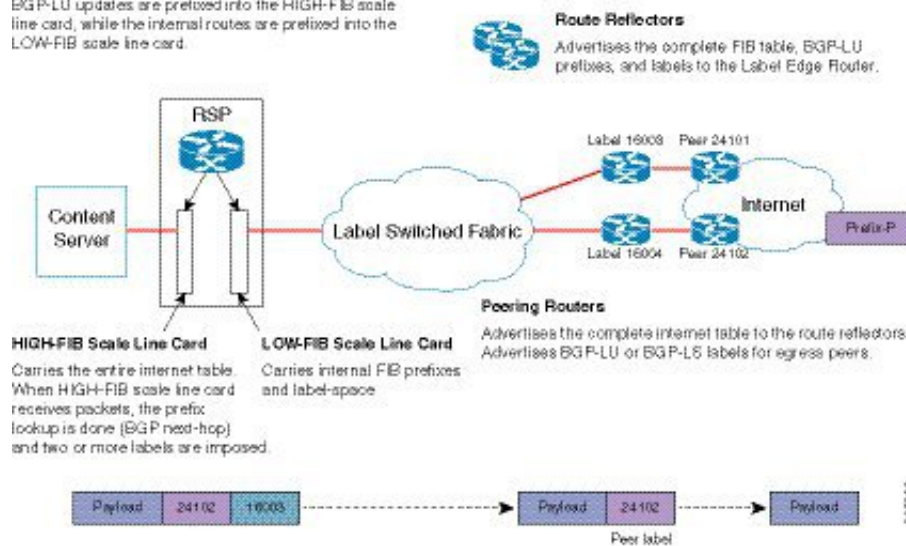 BGP-LU updates are prefixed into the HIGH-FIB scale
line card, while the internal routes are prefixed into the
LOW-FIB scale line card.
Route Reflectors
Advertises the complete FIB table, BGP-LU
prefixes, and labels to the Label Edge Router.
RSP
Label 16003 Peer 24101
Content
Server
Label Switched Fabric
Internet
Prefix-P
Label 16004 Peer 24102
Peering Routers
Advertises the complete internet table to the route reflectors
Advertises BGP-LU or BGP-LS labels for egress peers.
HIGH-FIB Scale Line Card
Carries the entire internet table.
When HIGH-FIB scale line card
receives packets, the prefix
lookup is done (BGP next-hop)
and two or more labels are imposed.
LOW-FIB Scale Line Card
Carries internal FIB prefixes
and label-space
Payload 24102 16003
Payload 24102
Payload
Peer label